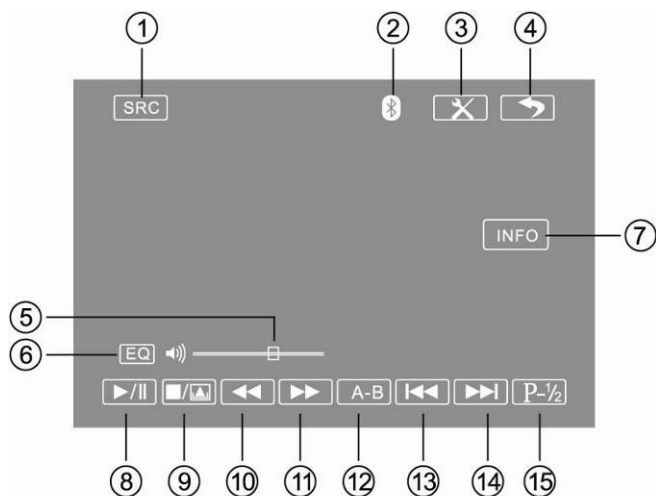 ① ② ③ ④
SRC
INFO ⑦
⑤
⑥ EQ
A-B P-½
⑧ ⑨ ⑩ ⑪ ⑫ ⑬ ⑭ ⑮